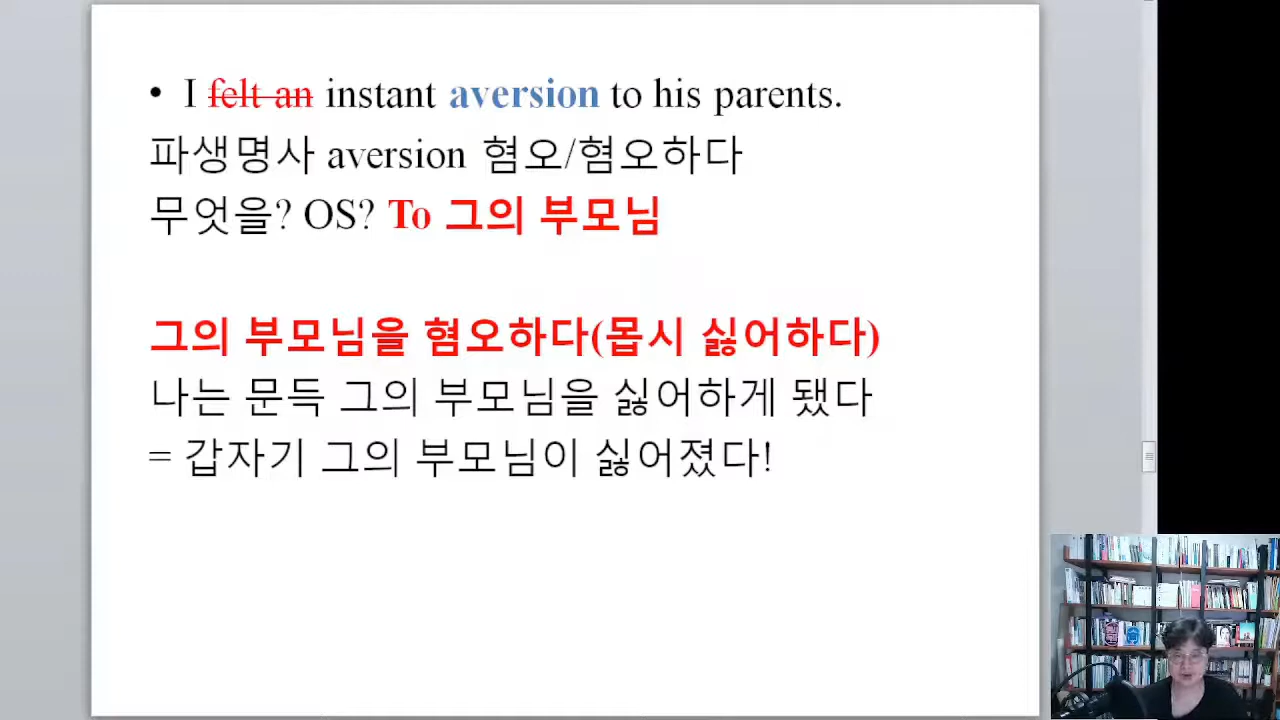 • I felt an instant aversion to his parents.
파생명사 aversion 혐오/혐오하다
무엇을? OS? To 그의 부모님
그의 부모님을 혐오하다(몹시 싫어하다)
나는 문득 그의 부모님을 싫어하게 됐다
= 갑자기 그의 부모님이 싫어졌다!